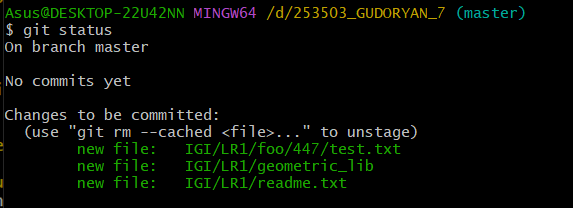 Asus@DESKTOP-22U42NN MINGW64 /d/253503_GUDORYAN_7 (master)
$ git status
On branch master
No commits yet
Changes to be committed:
(use "git rm --cached <file>..." to unstage)
new file: IGI/LR1/foo/447/test.txt
new file: IGI/LR1/geometric_lib
new file: IGI/LR1/readme.txt